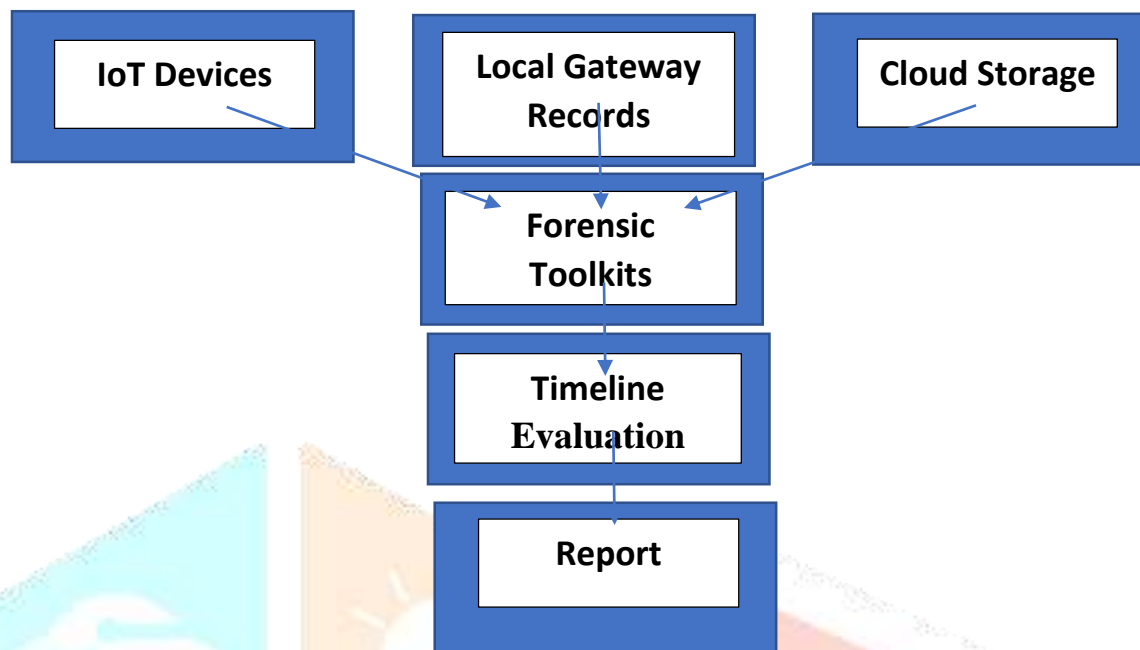 IoT Devices
Local Gateway
Records
Cloud Storage
Forensic
Toolkits
Timeline
Evaluation
Report